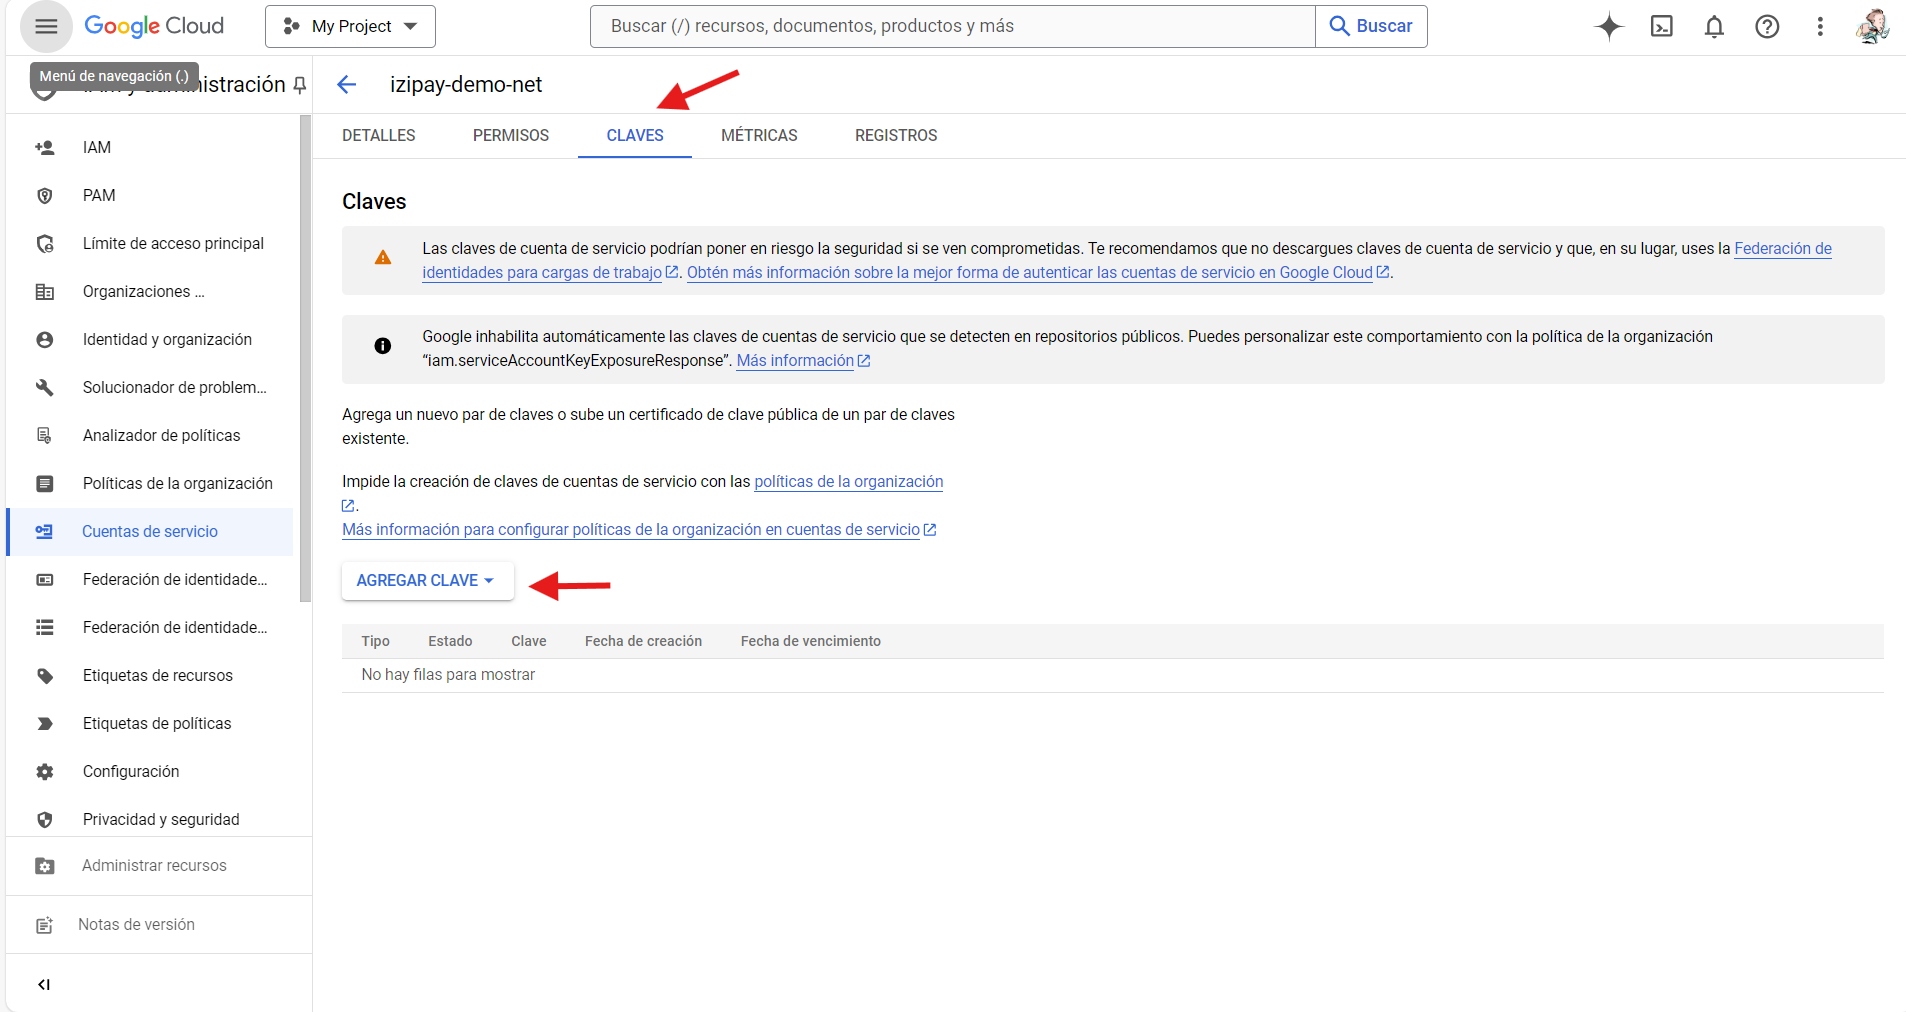 Google Cloud
My Project
Buscar (/) recursos, documentos, productos y más
Buscar
Menú de navegación (.)
IAM y administración
izipay-demo-net
DETALLES
PERMISOS
CLAVES
MÉTRICAS
REGISTROS
IAM
PAM
Límite de acceso principal
Organizaciones ...
Identidad y organización
Solucionador de problem...
Analizador de políticas
Políticas de la organización
Cuentas de servicio
Federación de identidade...
Federación de identidade...
Etiquetas de recursos
Etiquetas de políticas
Configuración
Privacidad y seguridad
Administrar recursos
Notas de versión
Claves
Las claves de cuenta de servicio podrían poner en riesgo la seguridad si se ven comprometidas. Te recomendamos que no descargues claves de cuenta de servicio y que, en su lugar, uses la Federación de
identidades para cargas de trabajo. Obtén más información sobre la mejor forma de autenticar las cuentas de servicio en Google Cloud.
Google inhabilita automáticamente las claves de cuentas de servicio que se detecten en repositorios públicos. Puedes personalizar este comportamiento con la política de la organización
“iam.serviceAccountKeyExposureResponse”. Más información
Agrega un nuevo par de claves o sube un certificado de clave pública de un par de claves
existente.
Impide la creación de claves de cuentas de servicio con las políticas de la organización
.
Más información para configurar políticas de la organización en cuentas de servicio
AGREGAR CLAVE
Tipo Estado Clave Fecha de creación Fecha de vencimiento
No hay filas para mostrar